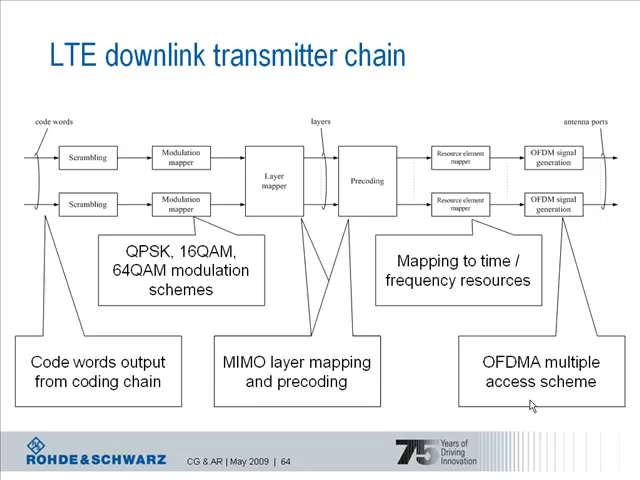 LTE downlink transmitter chain
code words
layers
antenna ports
Scrambling
Modulation
mapper
Layer
mapper
Precoding
Resource element
mapper
OFDM signal
generation
Scrambling
Modulation
mapper
Resource element
mapper
OFDM signal
generation
QPSK, 16QAM,
64QAM modulation
schemes
Mapping to time /
frequency resources
Code words output
from coding chain
MIMO layer mapping
and precoding
OFDMA multiple
access scheme
ROHDE&SCHWARZ
CG & AR | May 2009 | 64
75 Years of
Driving
Innovation